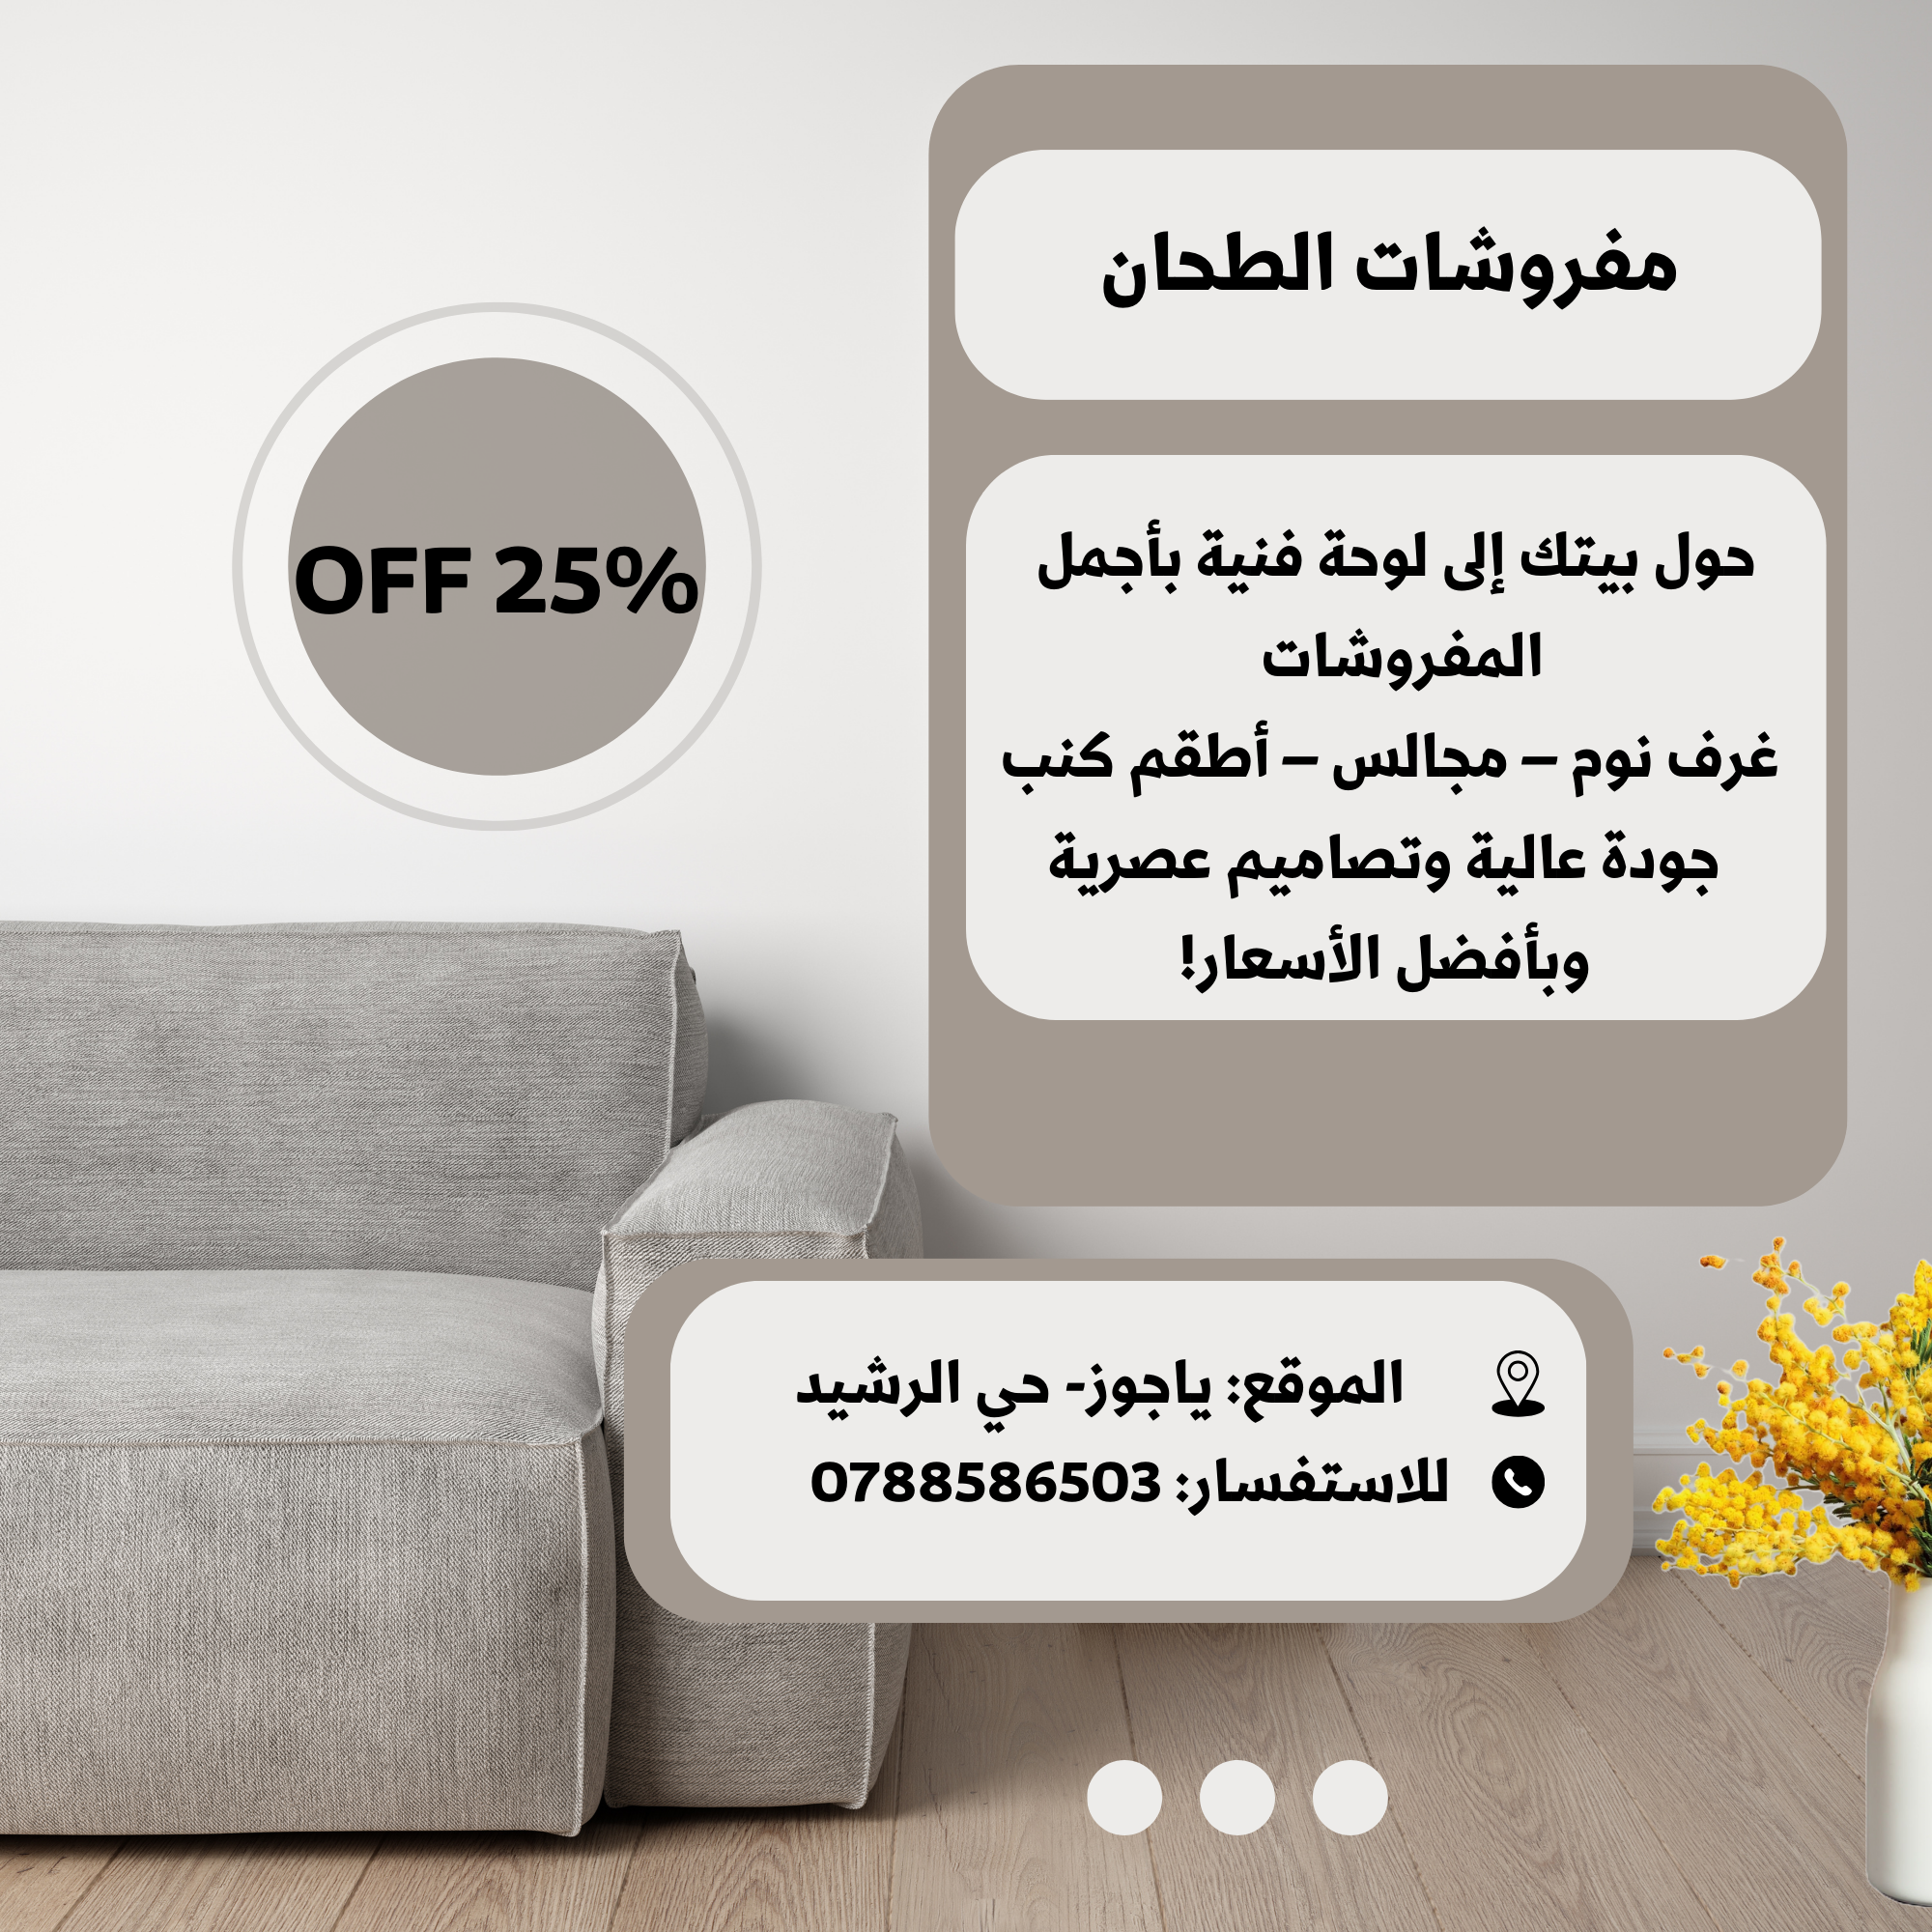 مفروشات الطحان
حول بيتك إلى لوحة فنية بأجمل
المفروشات
غرف نوم – مجالس – أطقم كنب
جودة عالية وتصاميم عصرية
وبأفضل الأسعار!
OFF 25%
الموقع: ياجوز- حي الرشيد
للاستفسار: 0788586503